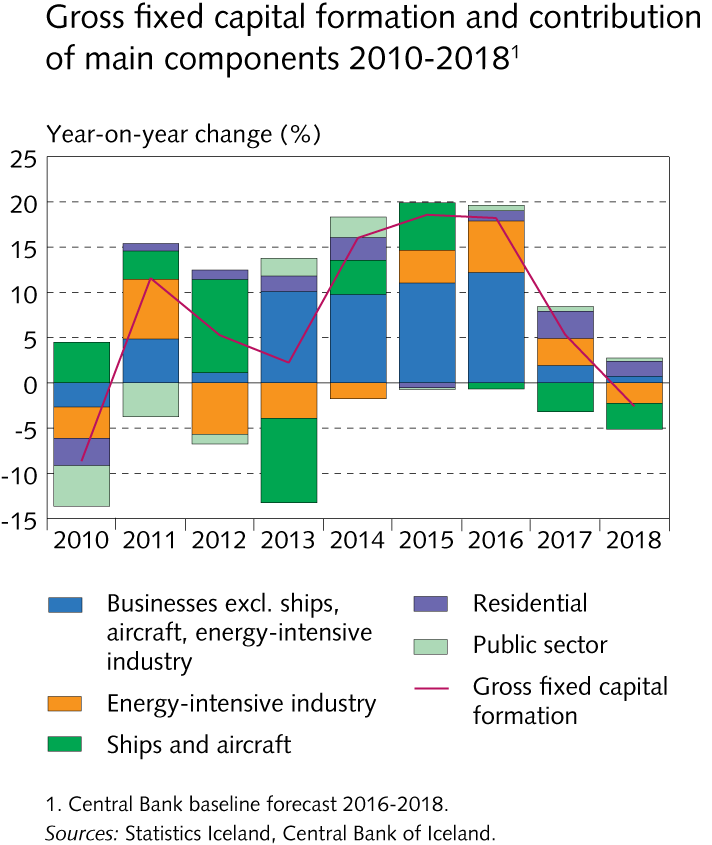 Gross fixed capital formation and contribution
of main components 2010-2018¹
Year-on-year change (%)
25
20
15
10
5
0
-5
-10
-15
2010 2011 2012 2013 2014 2015 2016 2017 2018
Businesses excl. ships,
aircraft, energy-intensive
industry
Energy-intensive industry
Ships and aircraft
Residential
Public sector
Gross fixed capital
formation
1. Central Bank baseline forecast 2016-2018.
Sources: Statistics Iceland, Central Bank of Iceland.